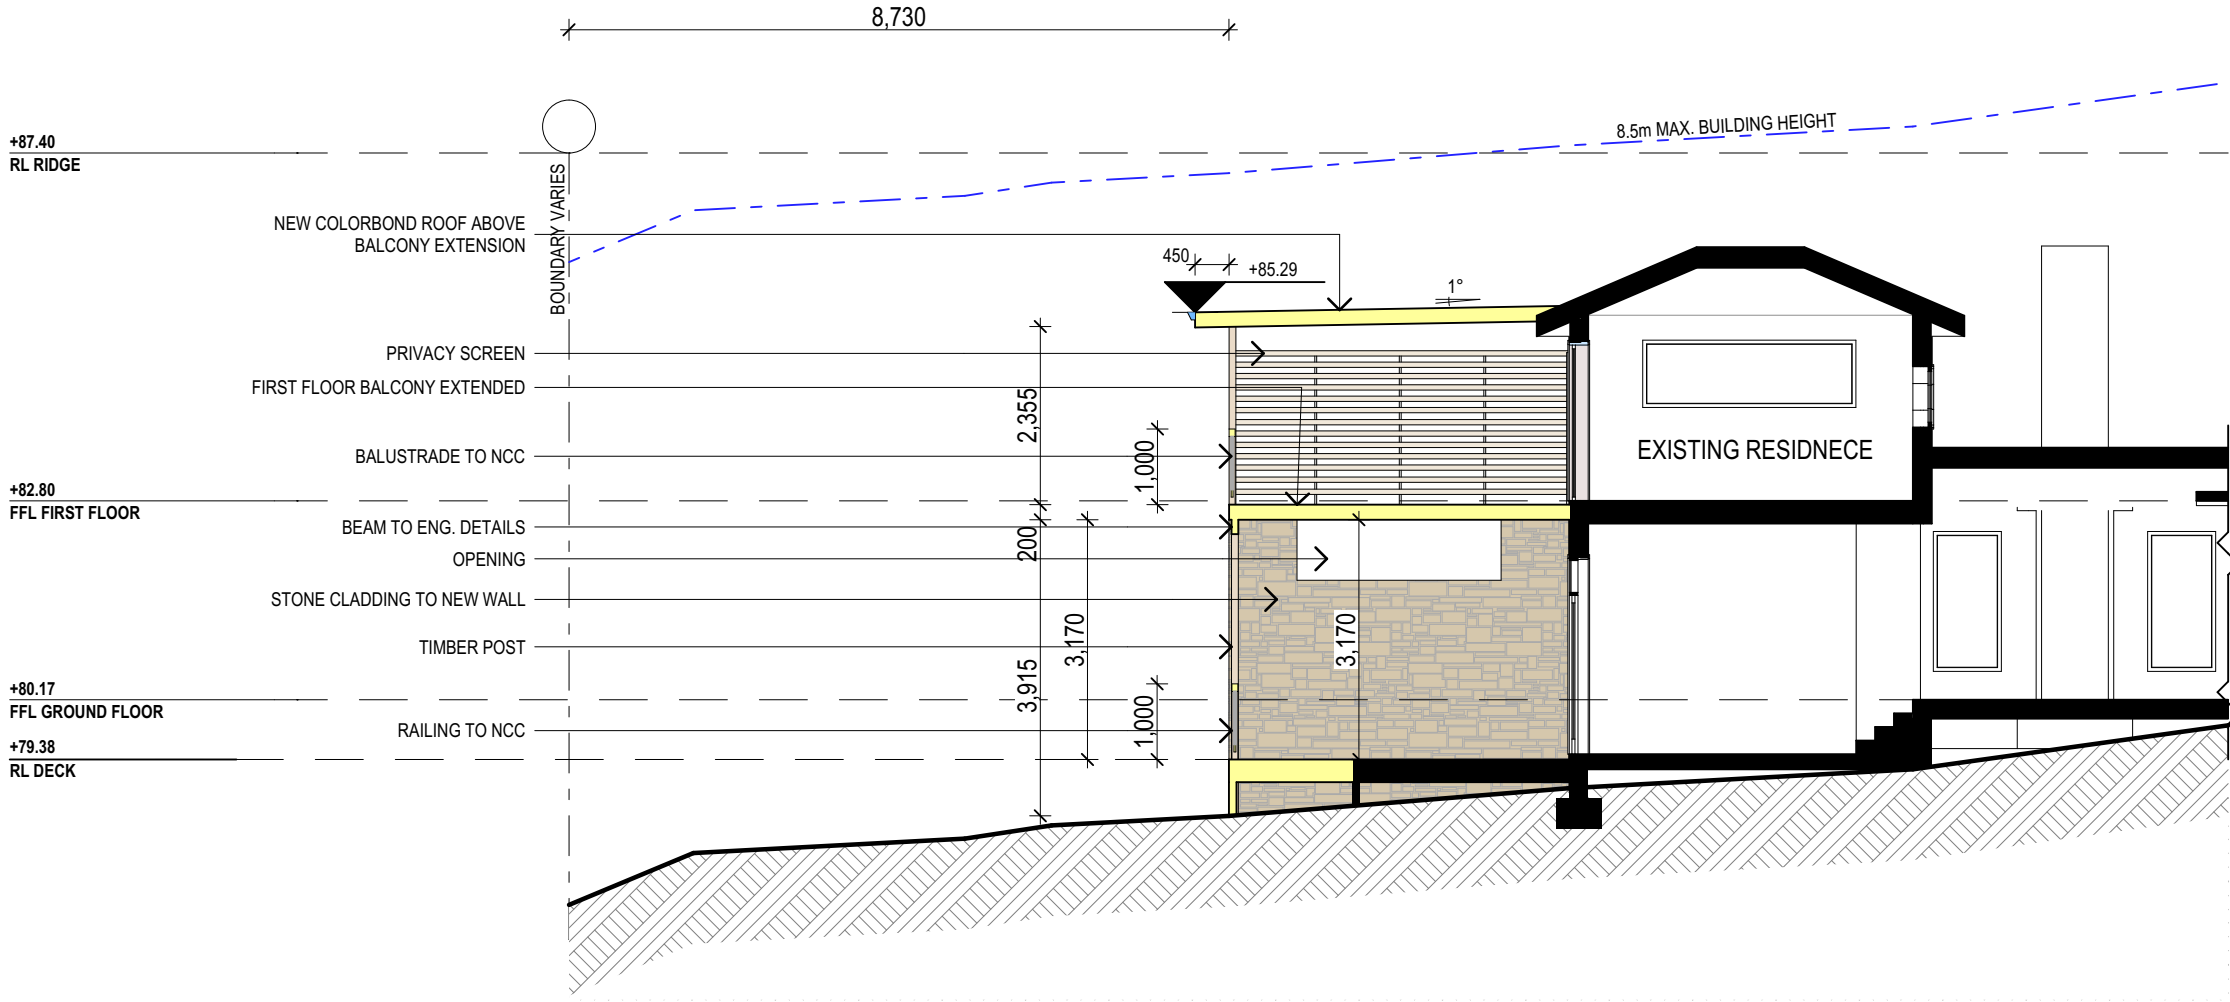 8,730
8.5m MAX. BUILDING HEIGHT
+87.40
RL RIDGE
BOUNDARY VARIES
NEW COLORBOND ROOF ABOVE
BALCONY EXTENSION
450
+85.29
1°
PRIVACY SCREEN
FIRST FLOOR BALCONY EXTENDED
2,355
1,000
BALUSTRADE TO NCC
EXISTING RESIDNECE
+82.80
FFL FIRST FLOOR
BEAM TO ENG. DETAILS
200
OPENING
STONE CLADDING TO NEW WALL
3,170
3,170
TIMBER POST
3,915
+80.17
FFL GROUND FLOOR
1,000
RAILING TO NCC
+79.38
RL DECK